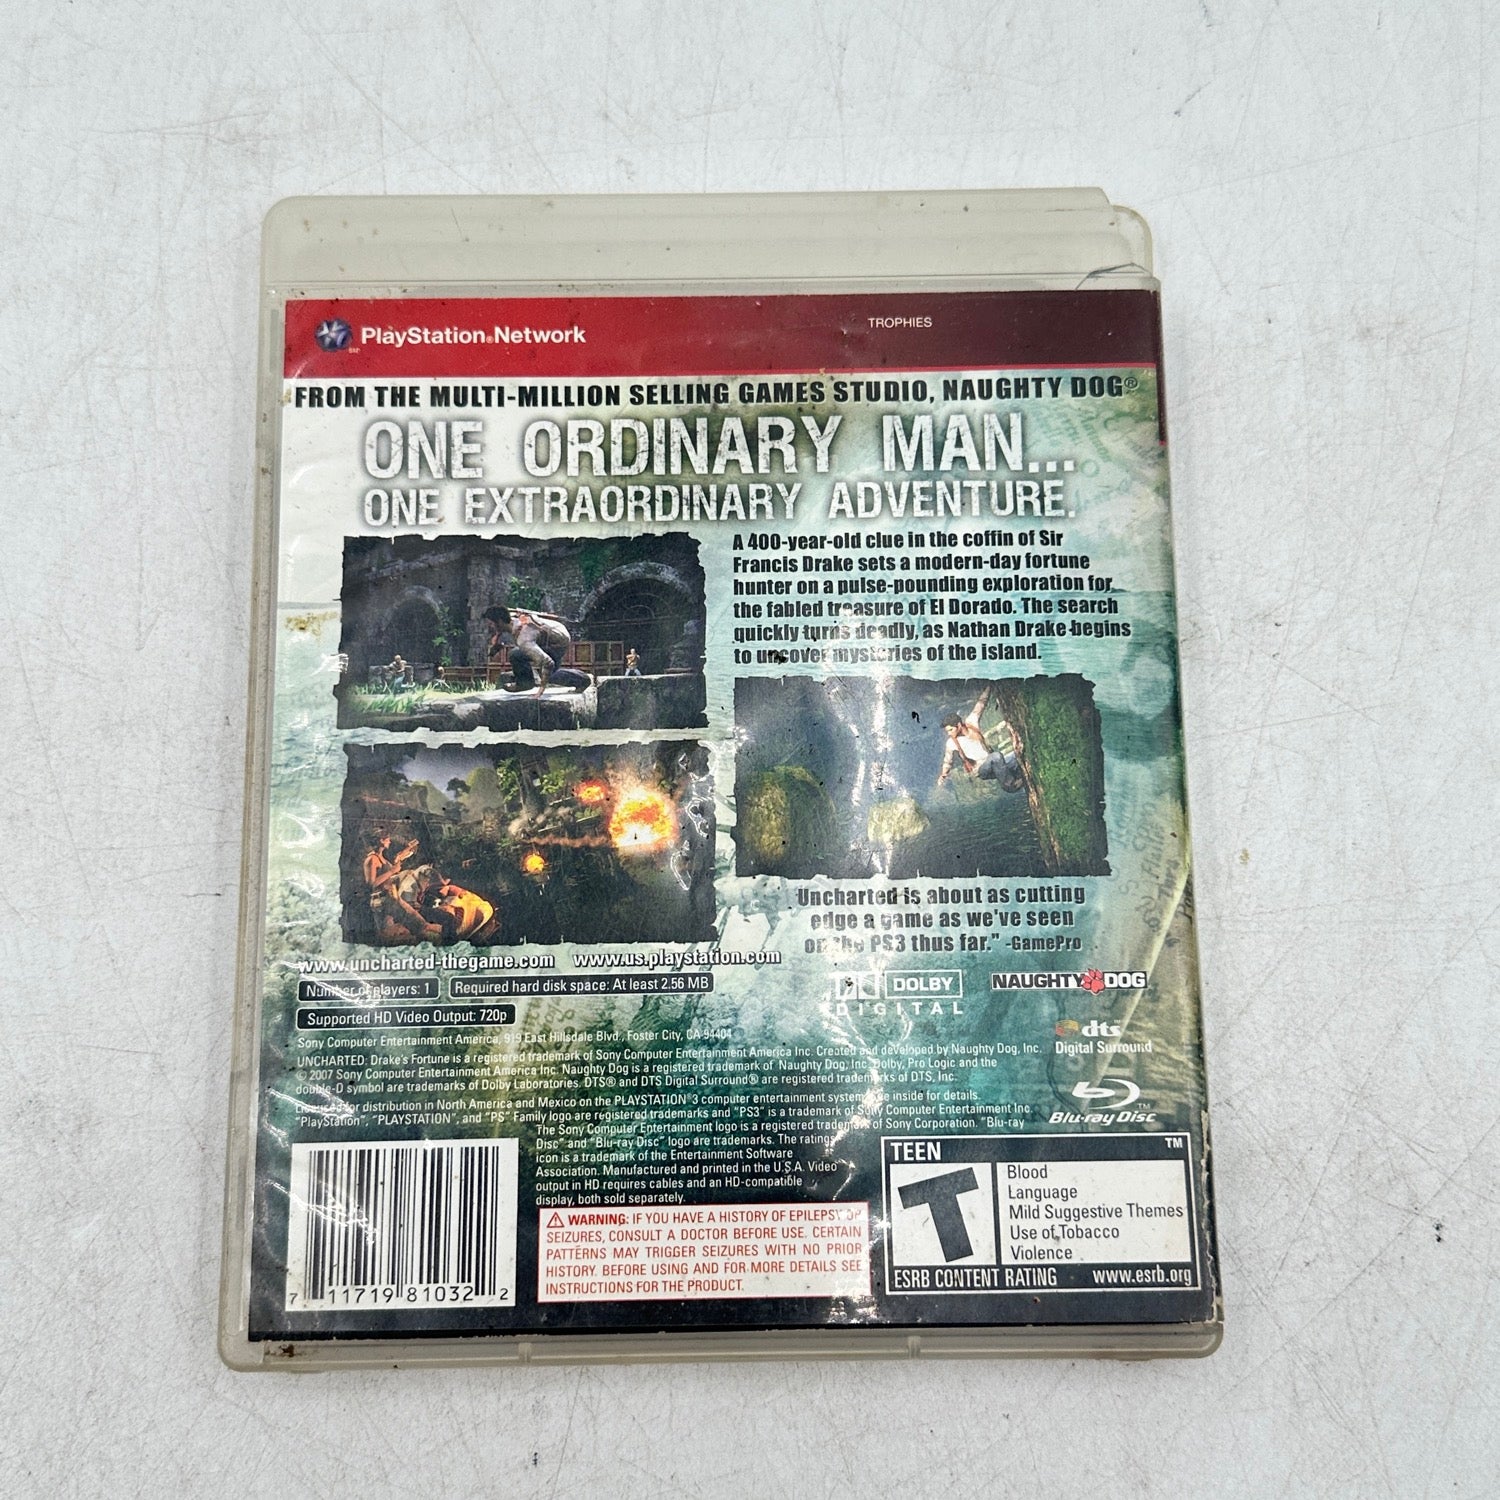 PlayStation®Network
SM
TROPHIES
FROM THE MULTI-MILLION SELLING GAMES STUDIO, NAUGHTY DOG®
ONE ORDINARY MAN...
ONE EXTRAORDINARY ADVENTURE.
A 400-year-old clue in the coffin of Sir
Francis Drake sets a modern-day fortune
hunter on a pulse-pounding exploration for
the fabled treasure of El Dorado. The search
quickly turns deadly, as Nathan Drake begins
to uncover mysteries of the island.
Uncharted is about as cutting
edge a game as we've seen
on the PS3 thus far." -GamePro
www.uncharted-thegame.com www.us.playstation.com
Number of players: 1 Required hard disk space: At least 2.56 MB
Supported HD Video Output: 720p
DOLBY
DIGITAL
NAUGHTY DOG
dts
Digital Surround
Sony Computer Entertainment America, 919 East Hillsdale Blvd., Foster City, CA 94404
UNCHARTED: Drake's Fortune is a registered trademark of Sony Computer Entertainment America Inc. Created and developed by Naughty Dog, Inc.
© 2007 Sony Computer Entertainment America Inc. Naughty Dog is a registered trademark of Naughty Dog, Inc. Dolby, Pro Logic and the
double-D symbol are trademarks of Dolby Laboratories. DTS® and DTS Digital Surround® are registered trademarks of DTS, Inc.
Licensed for distribution in North America and Mexico on the PLAYSTATION 3 computer entertainment system. See inside for details.
"PlayStation", "PLAYSTATION", and "PS" Family logo are registered trademarks and "PS3" is a trademark of Sony Computer Entertainment Inc.
The Sony Computer Entertainment logo is a registered trademark of Sony Corporation. "Blu-ray
Disc" and "Blu-ray Disc" logo are trademarks. The ratings
icon is a trademark of the Entertainment Software
Association. Manufactured and printed in the U.S.A. Video
output in HD requires cables and an HD-compatible
display, both sold separately.
Blu-ray Disc™
WARNING: IF YOU HAVE A HISTORY OF EPILEPSY OR
SEIZURES, CONSULT A DOCTOR BEFORE USE. CERTAIN
PATTERNS MAY TRIGGER SEIZURES WITH NO PRIOR
HISTORY. BEFORE USING AND FOR MORE DETAILS SEE
INSTRUCTIONS FOR THE PRODUCT.
7 11719 81032 2
TEEN ™
T
Blood
Language
Mild Suggestive Themes
Use of Tobacco
Violence
ESRB CONTENT RATING www.esrb.org